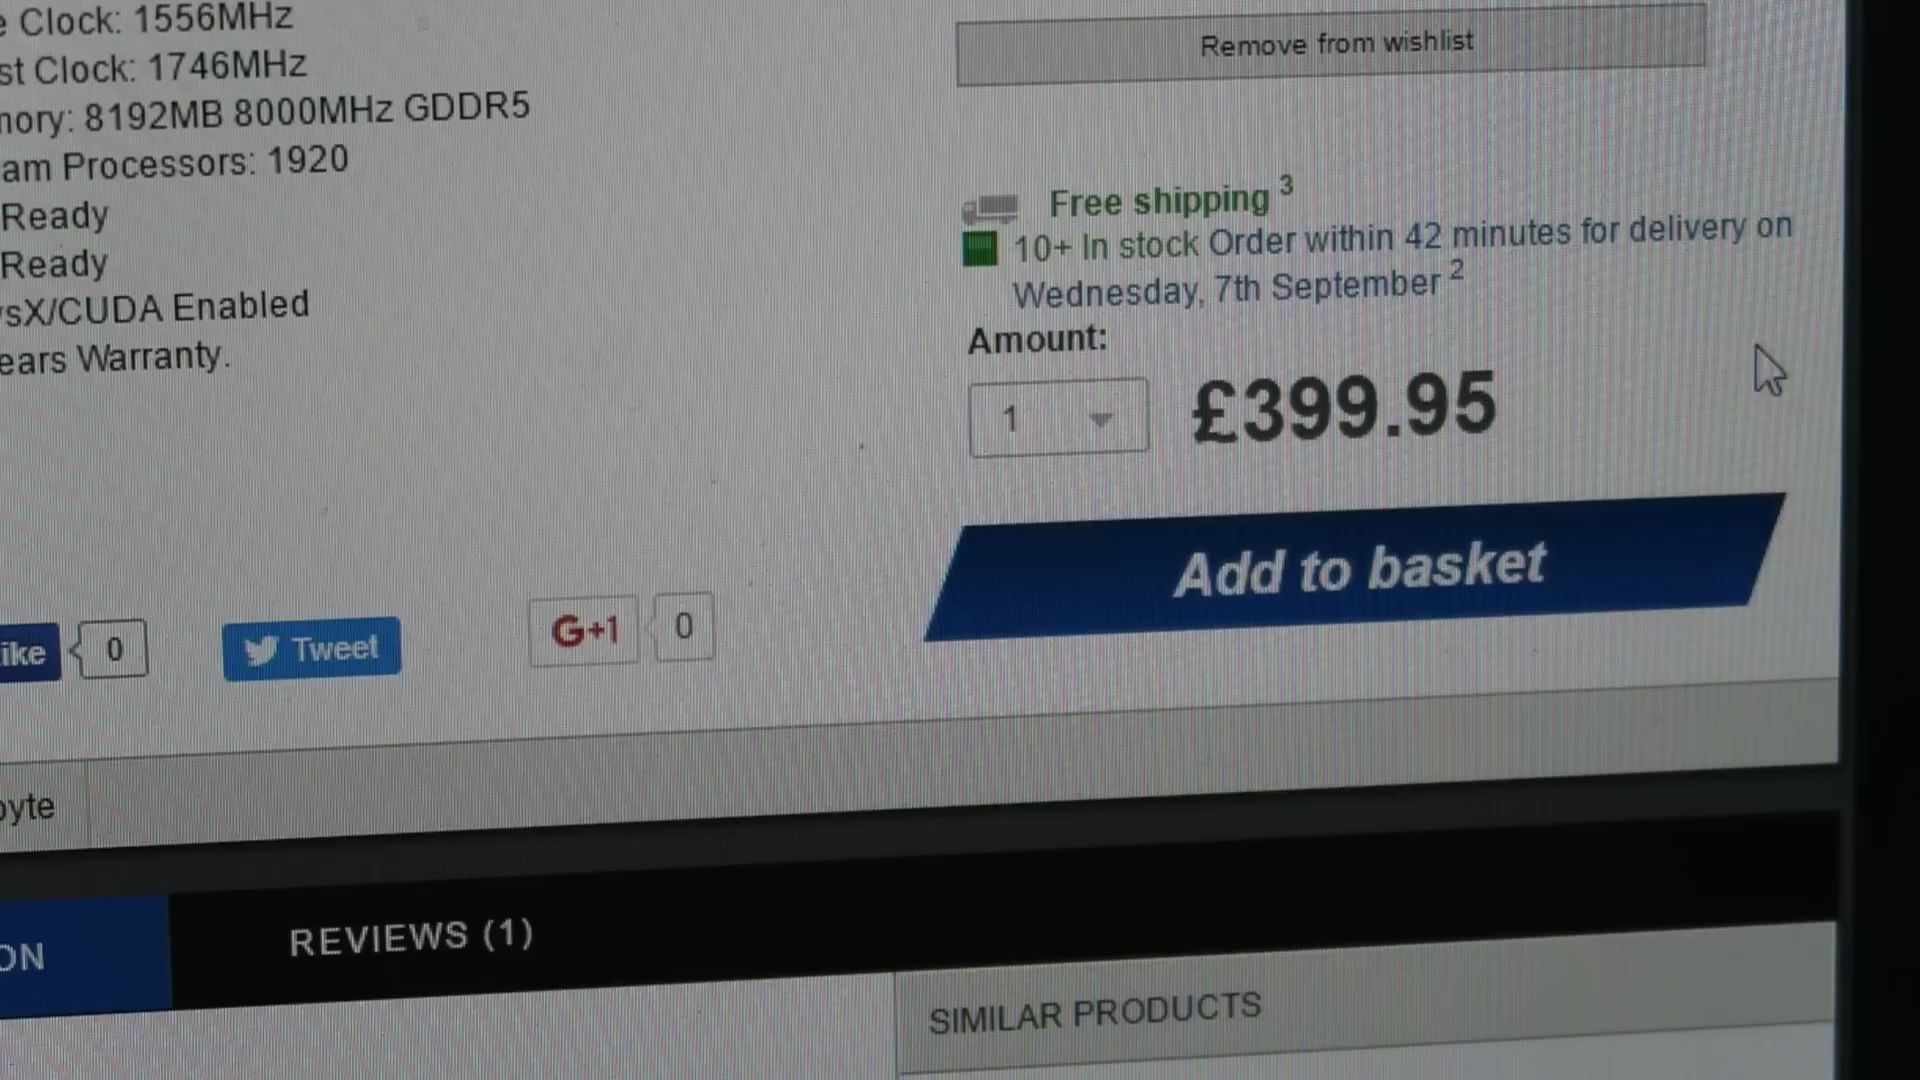 e Clock: 1556MHz
st Clock: 1746MHz
mory: 8192MB 8000MHz GDDR5
am Processors: 1920
Ready
Ready
sX/CUDA Enabled
ears Warranty.
Remove from wishlist
Free shipping 3
10+ In stock Order within 42 minutes for delivery on
Wednesday, 7th September 2
Amount:
1
£399.95
Add to basket
ike
0
Tweet
G+1
0
byte
ON
REVIEWS (1)
SIMILAR PRODUCTS